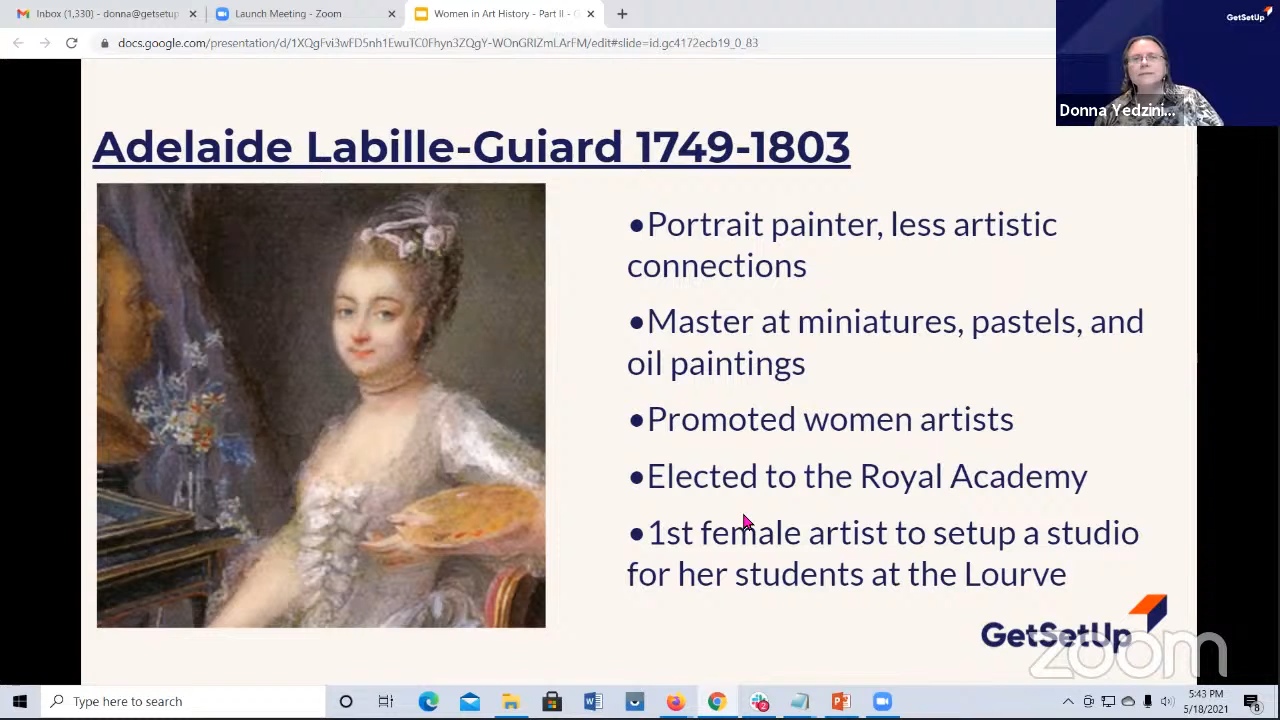 Inbox (1,330) - donna@getsetup
Launch Meeting - Zoom
Women in Art History - Part II - G
docs.google.com/presentation/d/1XQgFvi3wFU5nh1EwuTC0Fbvn3ZQgY-WOnGRIZmLArFM/edit#slide=id.gc4172ecb19_0_83
GetSetUp
Donna Yedzini...
Adelaide Labille-Guiard 1749-1803
•Portrait painter, less artistic
connections
•Master at miniatures, pastels, and
oil paintings
•Promoted women artists
•Elected to the Royal Academy
•1st female artist to setup a studio
for her students at the Lourve
GetSetUp
zoom
Type here to search
5:43 PM
5/18/2021